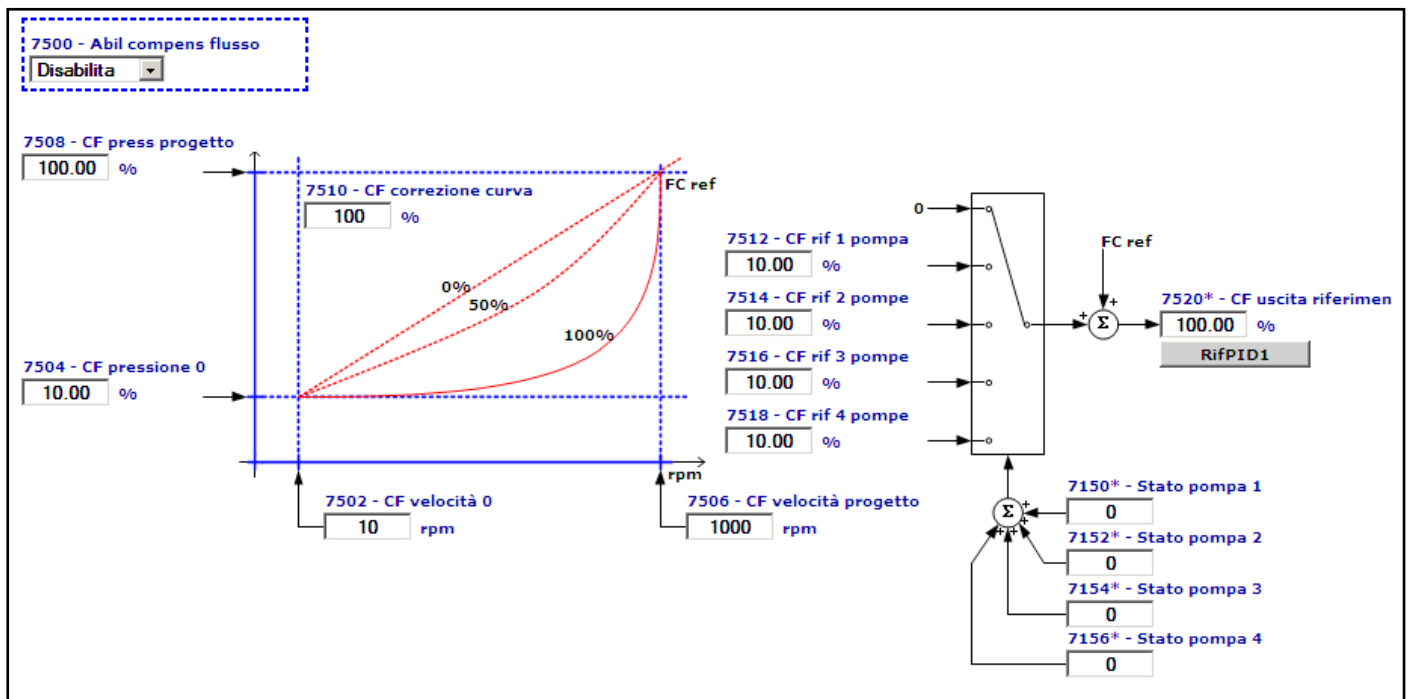 7500 - Abil compens flusso
Disabilita
7508 - CF press progetto
100.00 %
7510 - CF correzione curva
100 %
FC ref
0%
50%
100%
7504 - CF pressione 0
10.00 %
rpm
7502 - CF velocità 0
10 rpm
7506 - CF velocità progetto
1000 rpm
0
7512 - CF rif 1 pompa
10.00 %
7514 - CF rif 2 pompe
10.00 %
7516 - CF rif 3 pompe
10.00 %
7518 - CF rif 4 pompe
10.00 %
FC ref
+
+
Σ
7520* - CF uscita riferimen
100.00 %
RifPID1
Σ
+
+
+ +
7150* - Stato pompa 1
0
7152* - Stato pompa 2
0
7154* - Stato pompa 3
0
7156* - Stato pompa 4
0